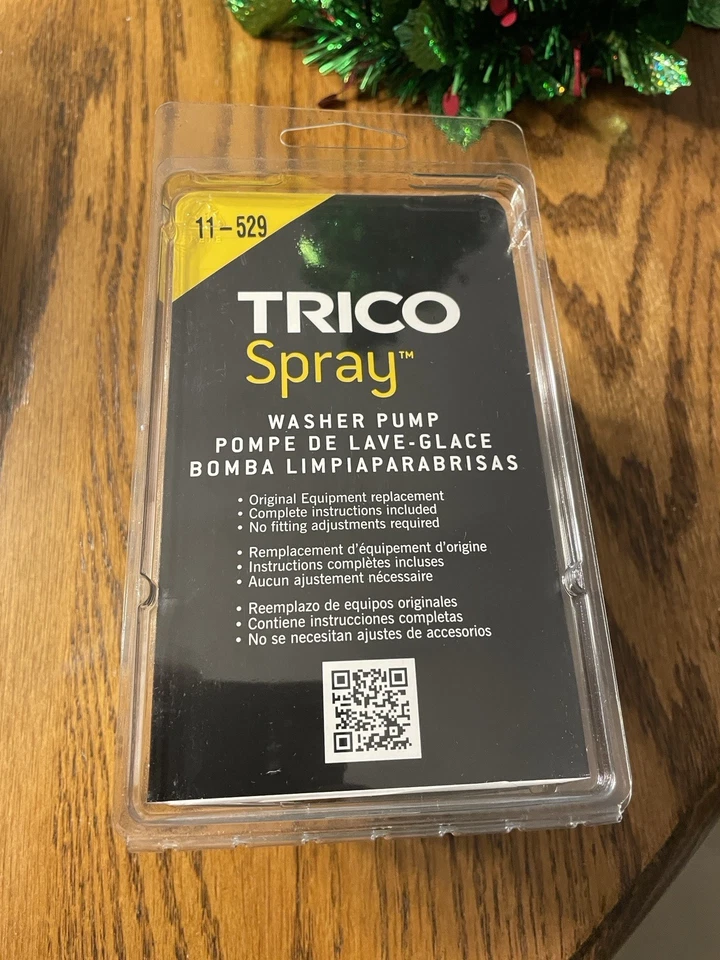 11-529
TRICO
Spray™
WASHER PUMP
POMPE DE LAVE-GLACE
BOMBA LIMPIAPARABRISAS
• Original Equipment replacement
• Complete instructions included
• No fitting adjustments required
• Remplacement d'équipement d'origine
• Instructions complètes incluses
• Aucun ajustement nécessaire
• Reemplazo de equipos originales
• Contiene instrucciones completas
• No se necesitan ajustes de accesorios